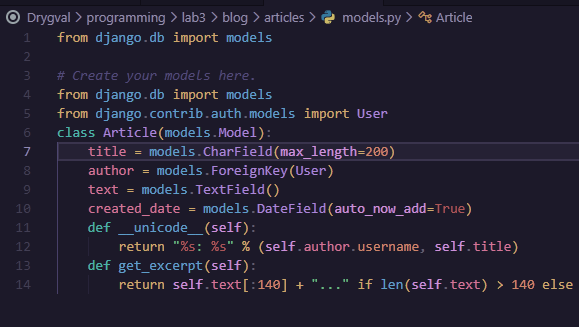 Drygval > programming > lab3 > blog > articles > models.py > Article
1 from django.db import models
2
3 # Create your models here.
4 from django.db import models
5 from django.contrib.auth.models import User
6 class Article(models.Model):
7     title = models.CharField(max_length=200)
8     author = models.ForeignKey(User)
9     text = models.TextField()
10     created_date = models.DateField(auto_now_add=True)
11     def __unicode__(self):
12         return "%s: %s" % (self.author.username, self.title)
13     def get_excerpt(self):
14         return self.text[:140] + "..." if len(self.text) > 140 else